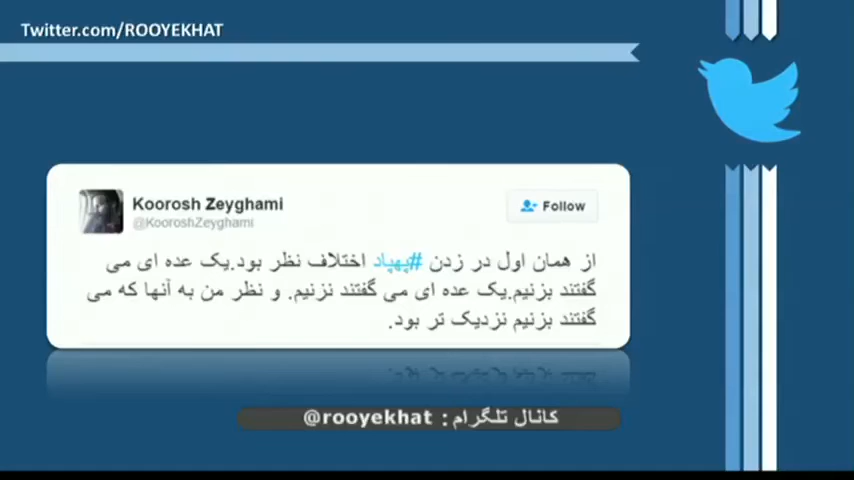 Twitter.com/ROOYEKHAT
Koorosh Zeyghami
@KooroshZeyghami
Follow
از همان اول در زدن #پهپاد اختلاف نظر بود.یک عده ای می
گفتند بزنیم.یک عده ای می گفتند نزنیم. و نظر من به آنها که می
گفتند بزنیم نزدیک تر بود.
کانال تلگرام : @rooyekhat